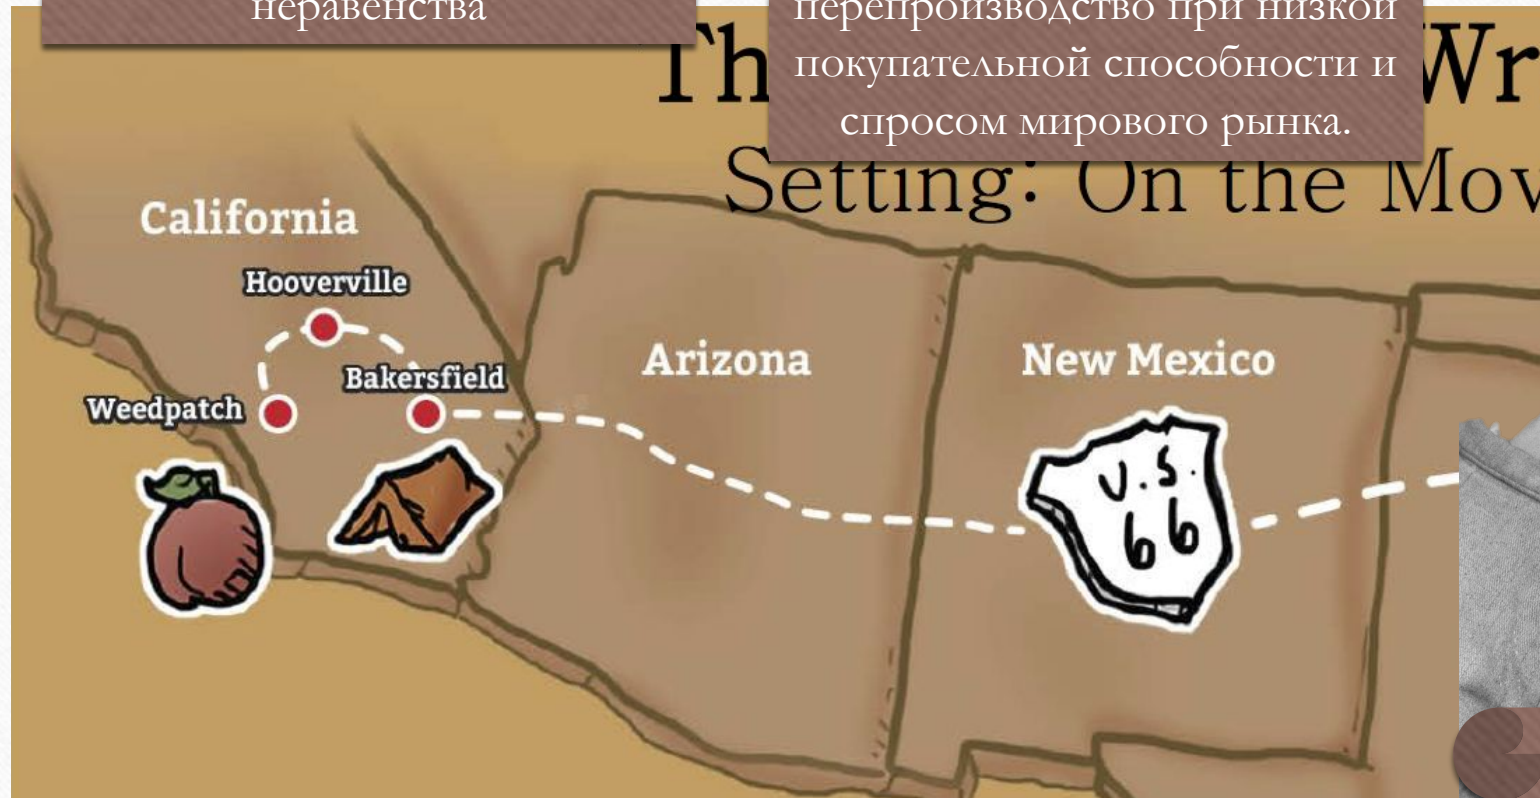 неравенства
перепроизводство при низкой
покупательной способности и
спросом мирового рынка.
Th
Wr
Setting: On the Mov
California
Hooverville
Bakersfield
Weedpatch
Arizona
New Mexico
U.S.
66